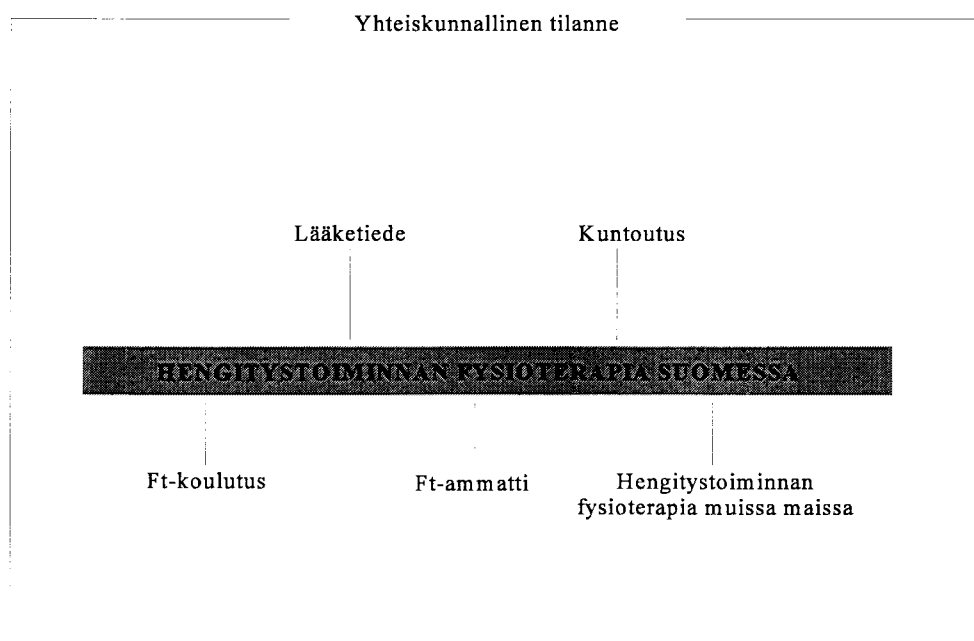 Yhteiskunnallinen tilanne
Lääketiede
Kuntoutus
HENGITYSTOIMINNAN FYSIOTERAPIA SUOMESSA
Ft-koulutus
Ft-ammatti
Hengitystoiminnan
fysioterapia muissa maissa